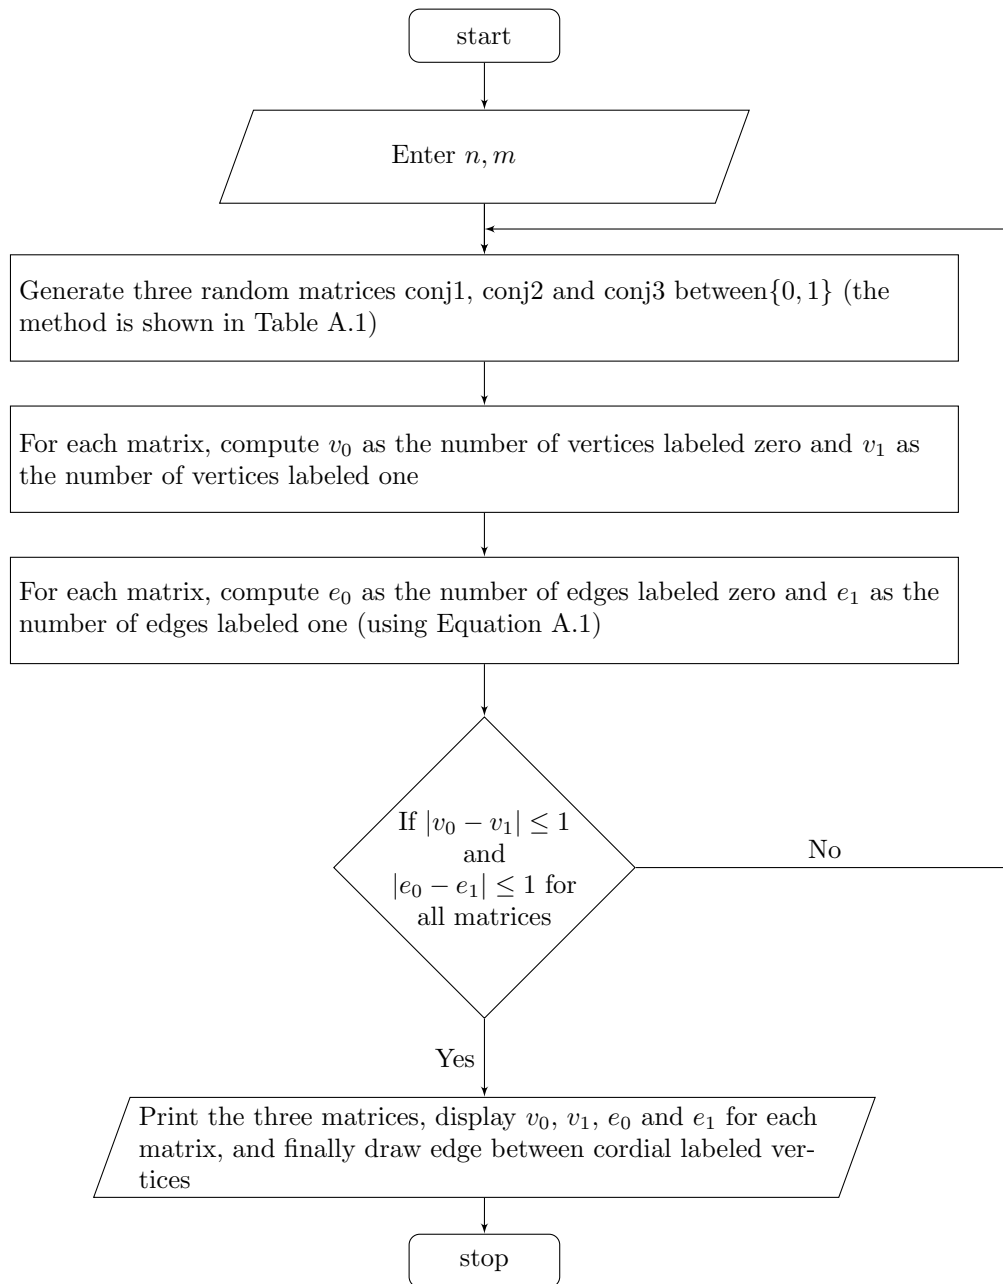 start
Enter n, m
Generate three random matrices conj1, conj2 and conj3 between{0, 1} (the
method is shown in Table A.1)
For each matrix, compute v₀ as the number of vertices labeled zero and v₁ as
the number of vertices labeled one
For each matrix, compute e₀ as the number of edges labeled zero and e₁ as the
number of edges labeled one (using Equation A.1)
If |v₀ − v₁| ≤ 1
and
|e₀ − e₁| ≤ 1 for
all matrices
No
Yes
Print the three matrices, display v₀, v₁, e₀ and e₁ for each
matrix, and finally draw edge between cordial labeled ver-
tices
stop